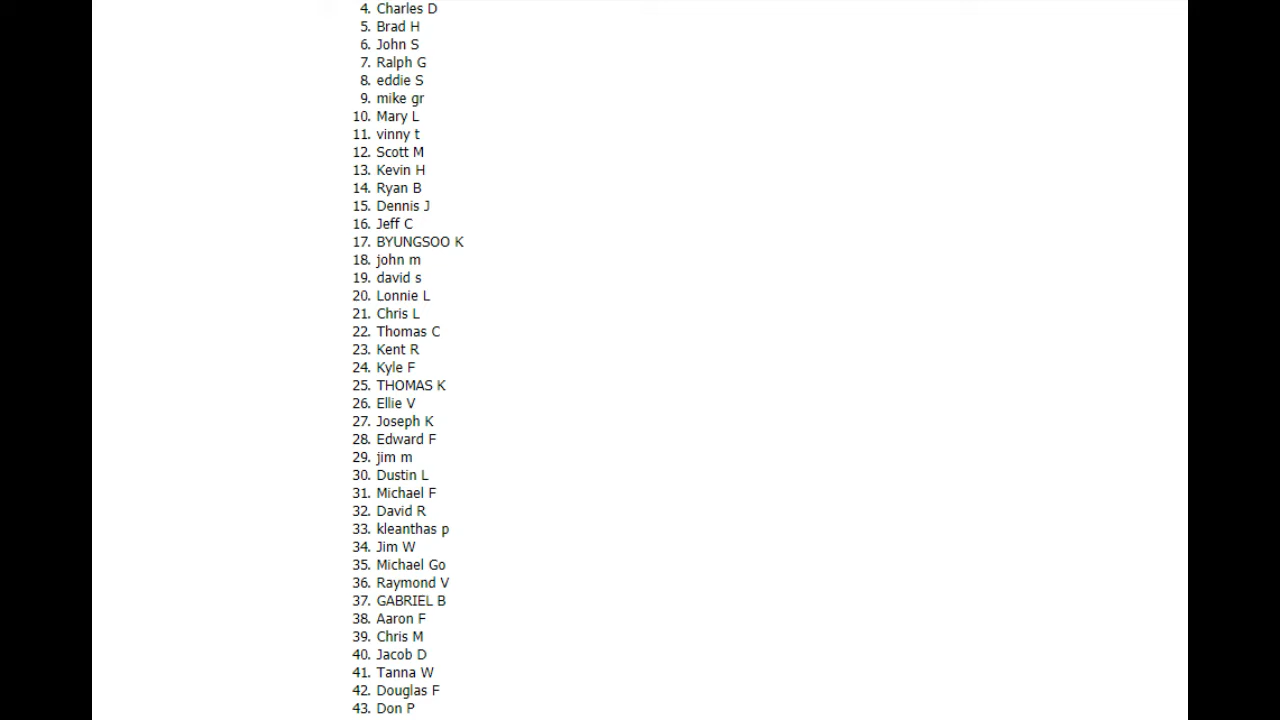 4. Charles D
5. Brad H
6. John S
7. Ralph G
8. eddie S
9. mike gr
10. Mary L
11. vinny t
12. Scott M
13. Kevin H
14. Ryan B
15. Dennis J
16. Jeff C
17. BYUNGSOO K
18. john m
19. david s
20. Lonnie L
21. Chris L
22. Thomas C
23. Kent R
24. Kyle F
25. THOMAS K
26. Ellie V
27. Joseph K
28. Edward F
29. jim m
30. Dustin L
31. Michael F
32. David R
33. kleanthas p
34. Jim W
35. Michael Go
36. Raymond V
37. GABRIEL B
38. Aaron F
39. Chris M
40. Jacob D
41. Tanna W
42. Douglas F
43. Don P